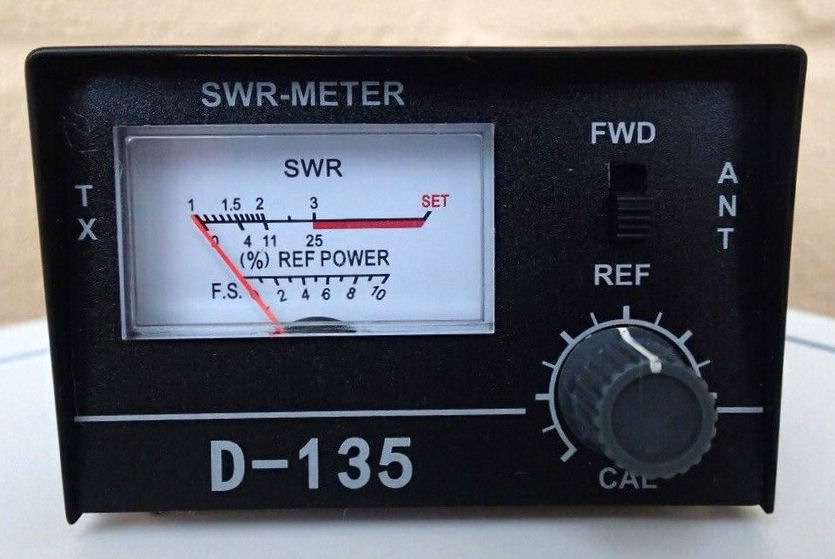 SWR-METER
FWD
SWR
TX
ANT
1 1.5 2 3 SET
0 4 11 25
(%) REF POWER
REF
F.S. 0 2 4 6 8 10
D-135
CAL